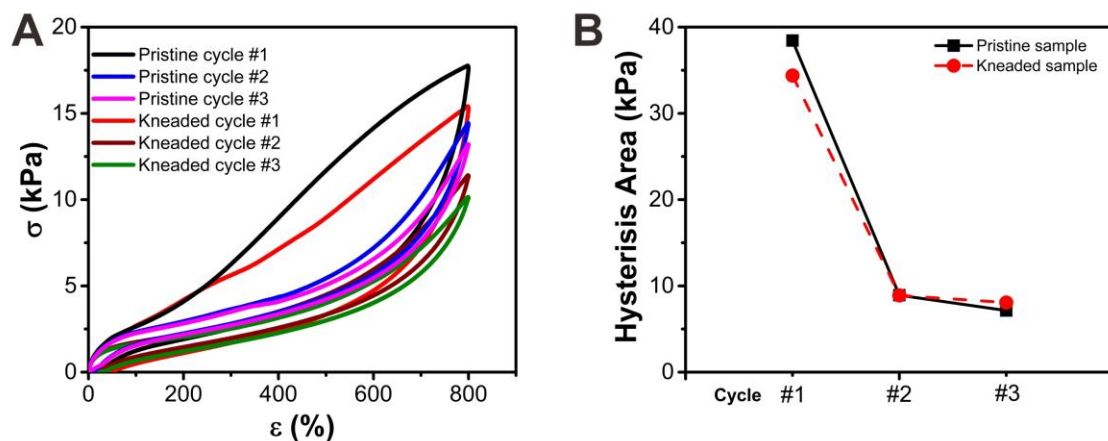 A
20
15
10
5
0
σ (kPa)
Pristine cycle #1
Pristine cycle #2
Pristine cycle #3
Kneaded cycle #1
Kneaded cycle #2
Kneaded cycle #3
0 200 400 600 800
ε (%)
B
40
30
20
10
0
Hysterisis Area (kPa)
Pristine sample
Kneaded sample
Cycle #1 #2 #3